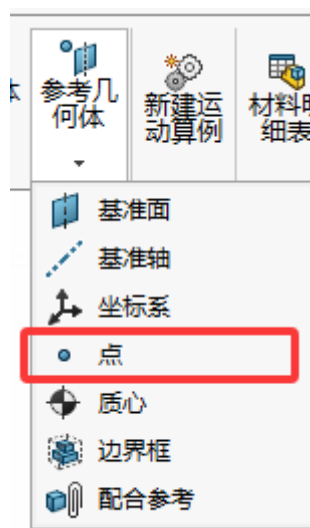 参考几
何体
新建运
动算例
材料明
细表
基准面
基准轴
坐标系
点
质心
边界框
配合参考